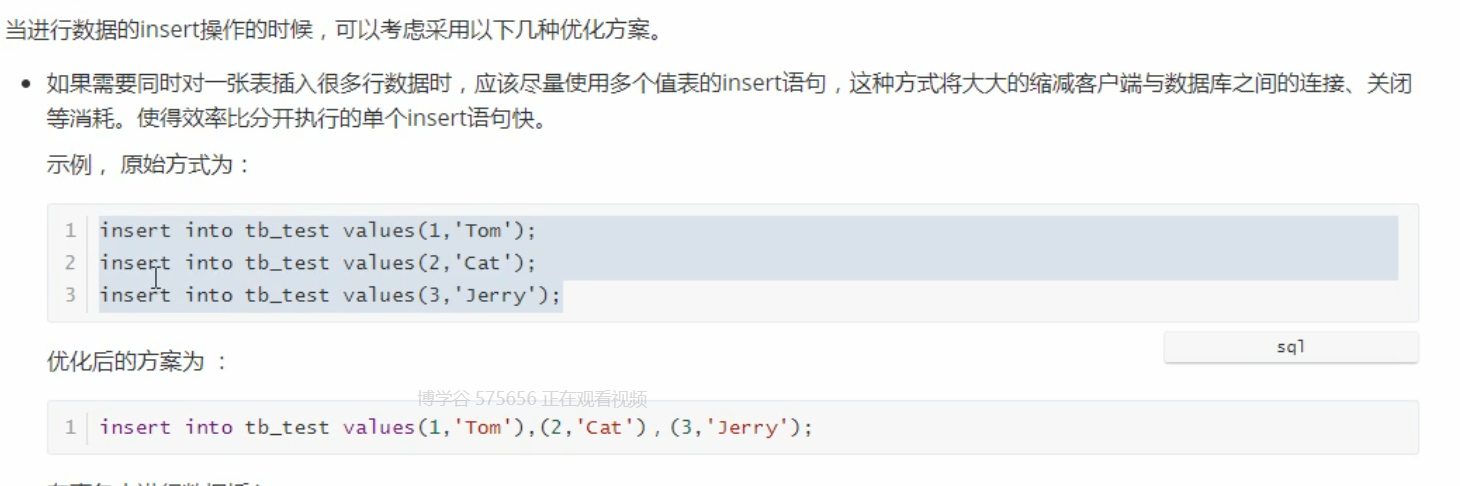 当进行数据的insert操作的时候，可以考虑采用以下几种优化方案。
如果需要同时对一张表插入很多行数据时，应该尽量使用多个值表的insert语句，这种方式将大大的缩减客户端与数据库之间的连接、关闭
等消耗。使得效率比分开执行的单个insert语句快。
示例， 原始方式为：
1 insert into tb_test values(1,'Tom');
2 insert into tb_test values(2,'Cat');
3 insert into tb_test values(3,'Jerry');
sql
优化后的方案为 ：
博学谷 575656 正在观看视频
1 insert into tb_test values(1,'Tom'),(2,'Cat')，(3,'Jerry');